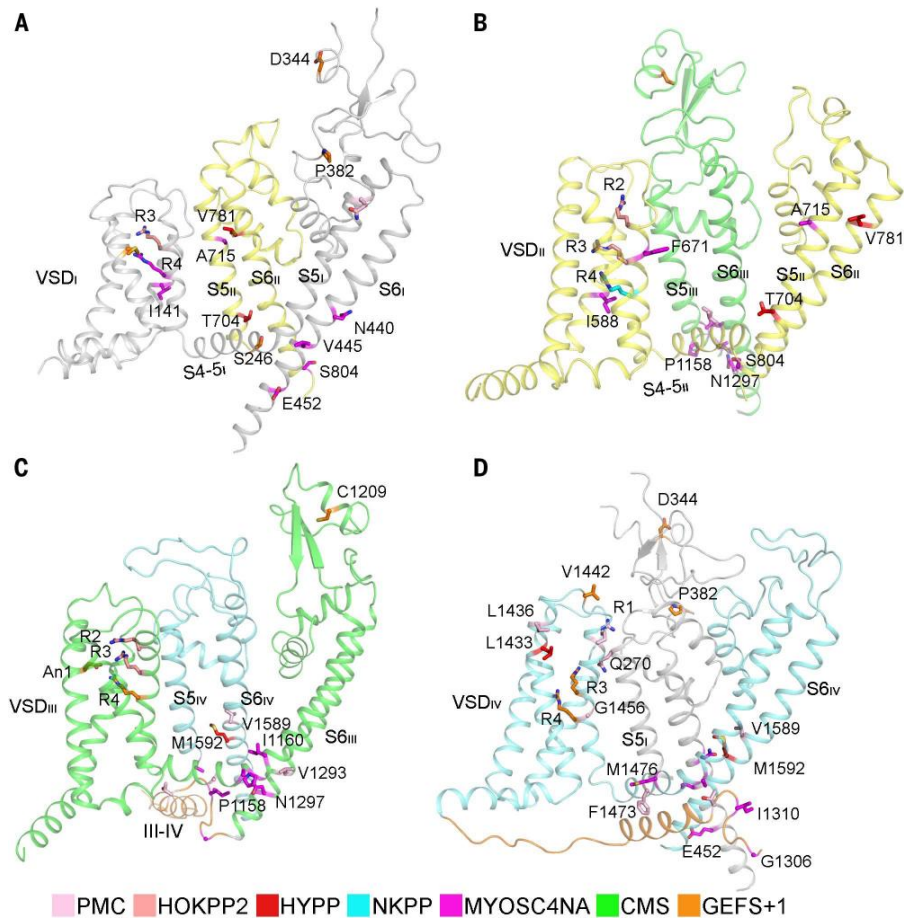 A
D344
P382
R3
V781
VSDI
R4
A715
S5II
S6II
S5I
S6I
I141
T704
N440
S246
V445
S4-5I
S804
E452
B
R2
A715
VSDII
R3
F671
V781
R4
S5III
S6III
S5II
S6II
I588
T704
P1158
S804
S4-5II
N1297
C
C1209
R2
R3
An1
R4
VSDIII
S5IV
S6IV
V1589
S6III
M1592
I1160
V1293
P1158
N1297
III-IV
D
D344
V1442
P382
L1436
R1
L1433
Q270
R3
VSDIV
G1456
S6IV
R4
S5I
V1589
M1476
M1592
F1473
I1310
E452
G1306
PMC HOKPP2 HYPP NKPP MYOSC4NA CMS GEFS+1